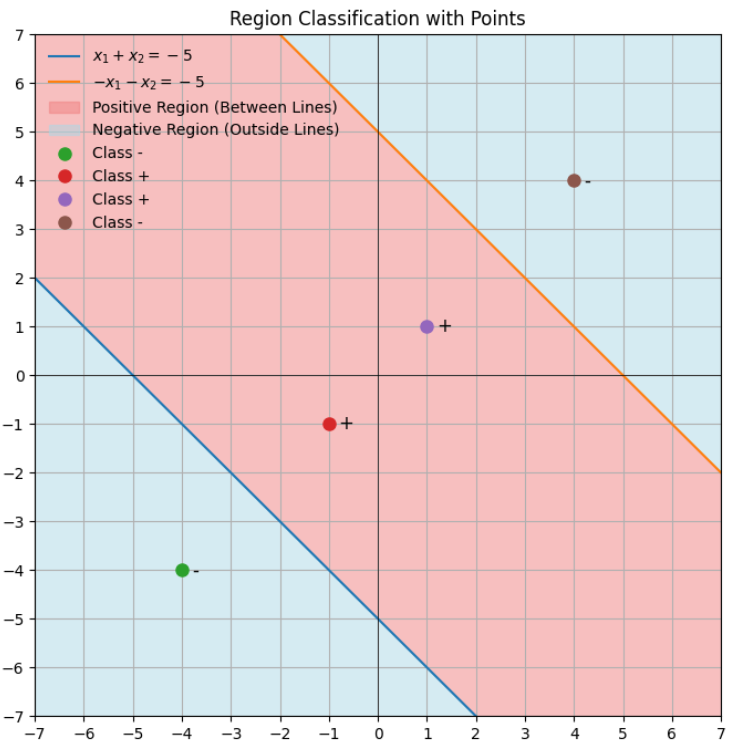 Region Classification with Points
x₁ + x₂ = −5
−x₁ − x₂ = −5
Positive Region (Between Lines)
Negative Region (Outside Lines)
Class -
Class +
Class +
Class -
7
6
5
4
3
2
1
0
−1
−2
−3
−4
−5
−6
−7
-
+
+
-
−7 −6 −5 −4 −3 −2 −1 0 1 2 3 4 5 6 7